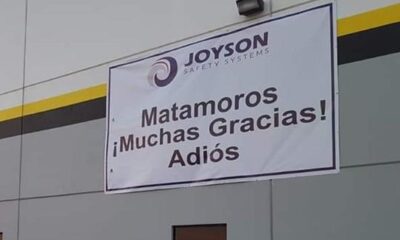 JOYSON
SAFETY SYSTEMS
Matamoros
¡Muchas Gracias!
Adiós